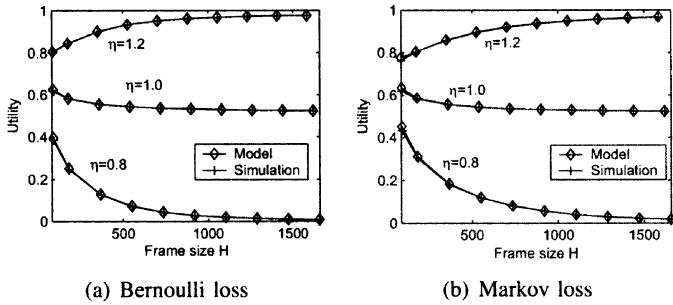 1
0.8
0.6
0.4
0.2
0
Utility
η=1.2
η=1.0
η=0.8
Model
Simulation
500
1000
1500
Frame size H
(a) Bernoulli loss
1
0.8
0.6
0.4
0.2
0
Utility
η=1.2
η=1.0
η=0.8
Model
Simulation
500
1000
1500
Frame size H
(b) Markov loss